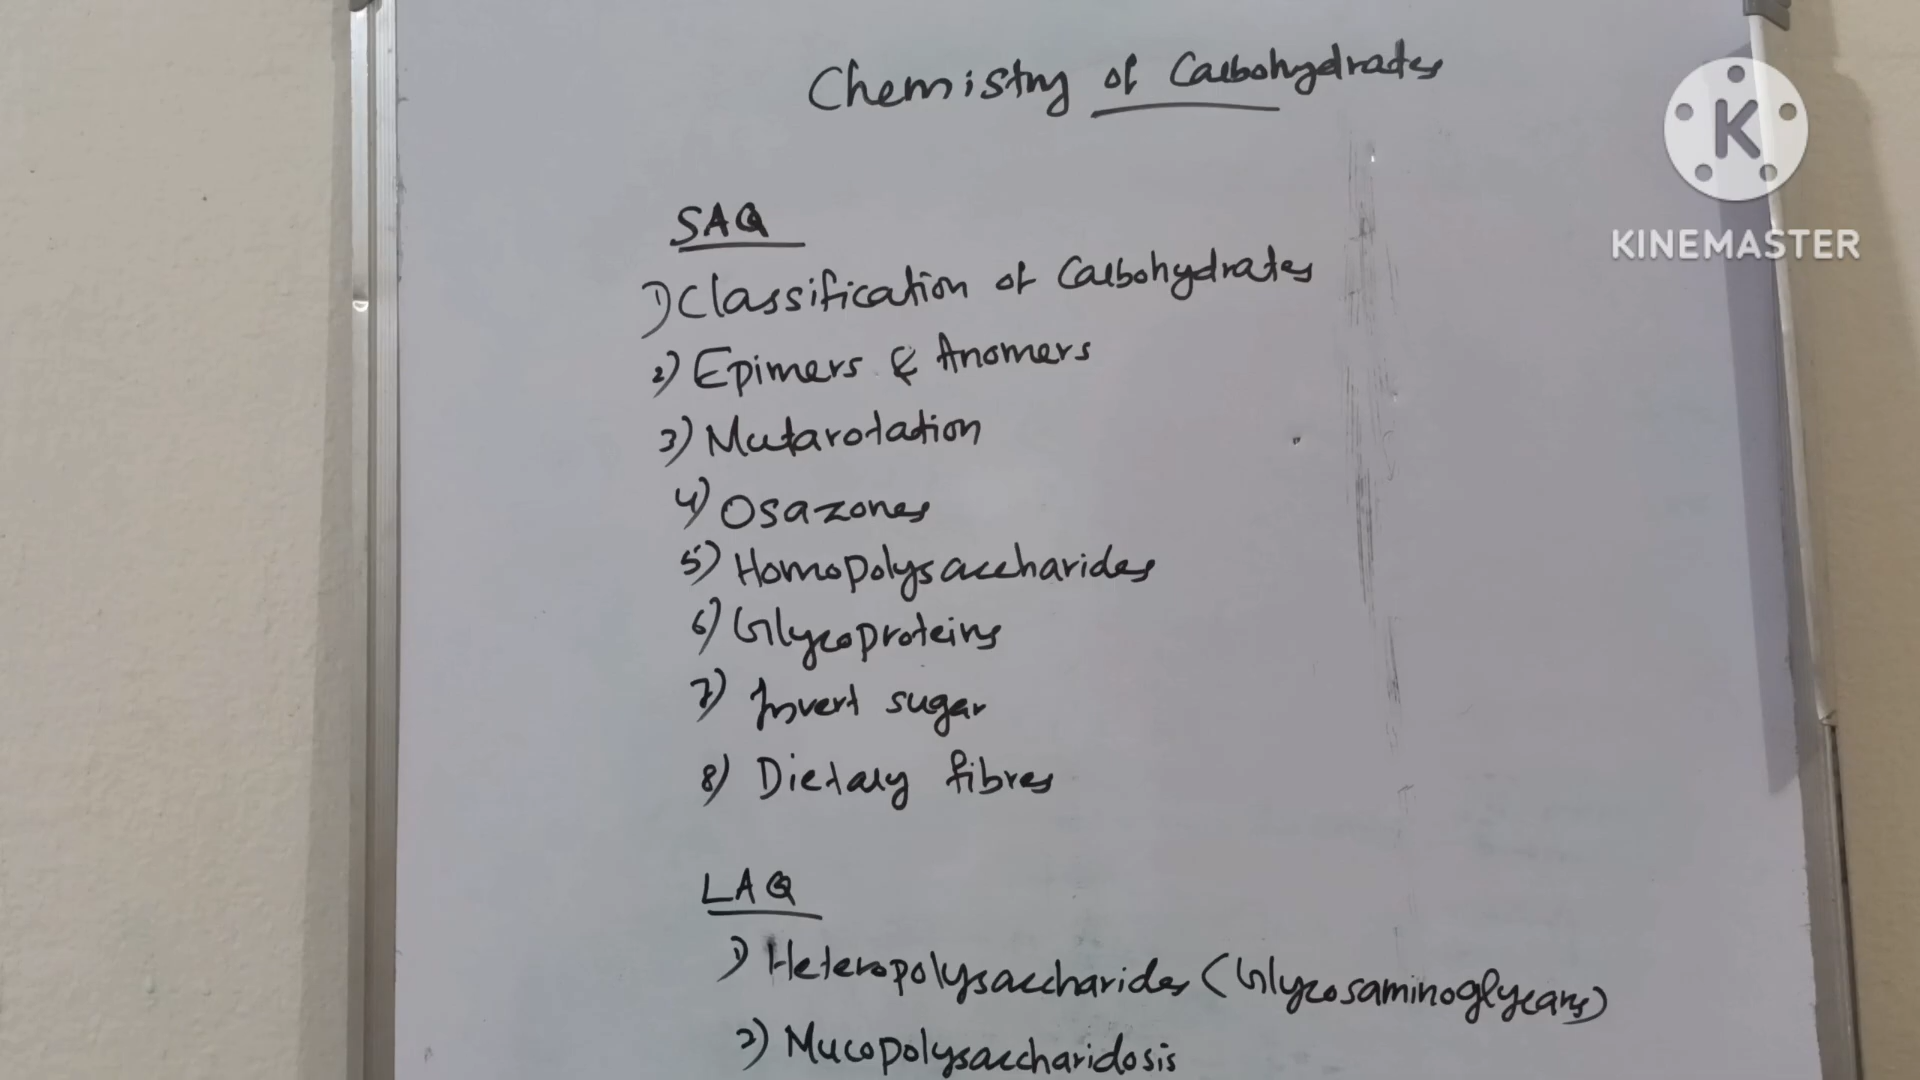 Chemistry of Carbohydrates
K
KINEMASTER
SAQ
1) Classification of Carbohydrates
2) Epimers & Anomers
3) Mutarotation
4) Osazones
5) Homopolysaccharides
6) Glycoproteins
7) Invert sugar
8) Dietary fibres
LAQ
1) Heteropolysaccharides (Glycosaminoglycans)
2) Mucopolysaccharidosis